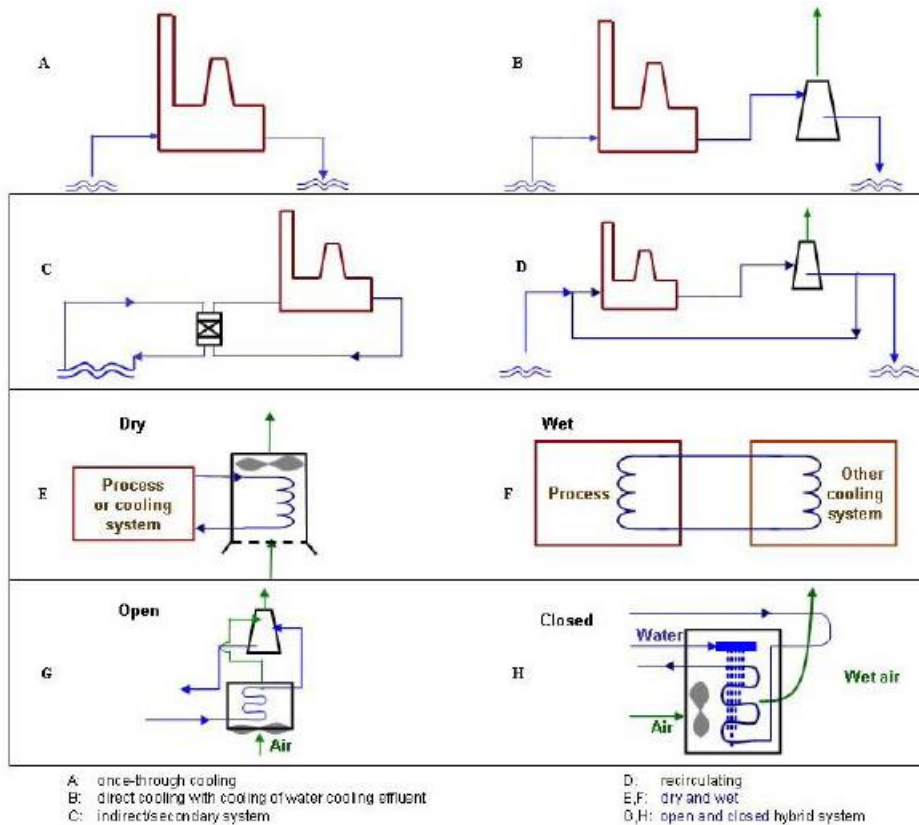 A
B
C
D
Dry
Wet
E
Process
or cooling
system
F
Process
Other
cooling
system
Open
Closed
G
Air
H
Water
Air
Wet air
A: once-through cooling
B: direct cooling with cooling of water cooling effluent
C: indirect/secondary system
D: recirculating
E,F: dry and wet
G,H: open and closed hybrid system